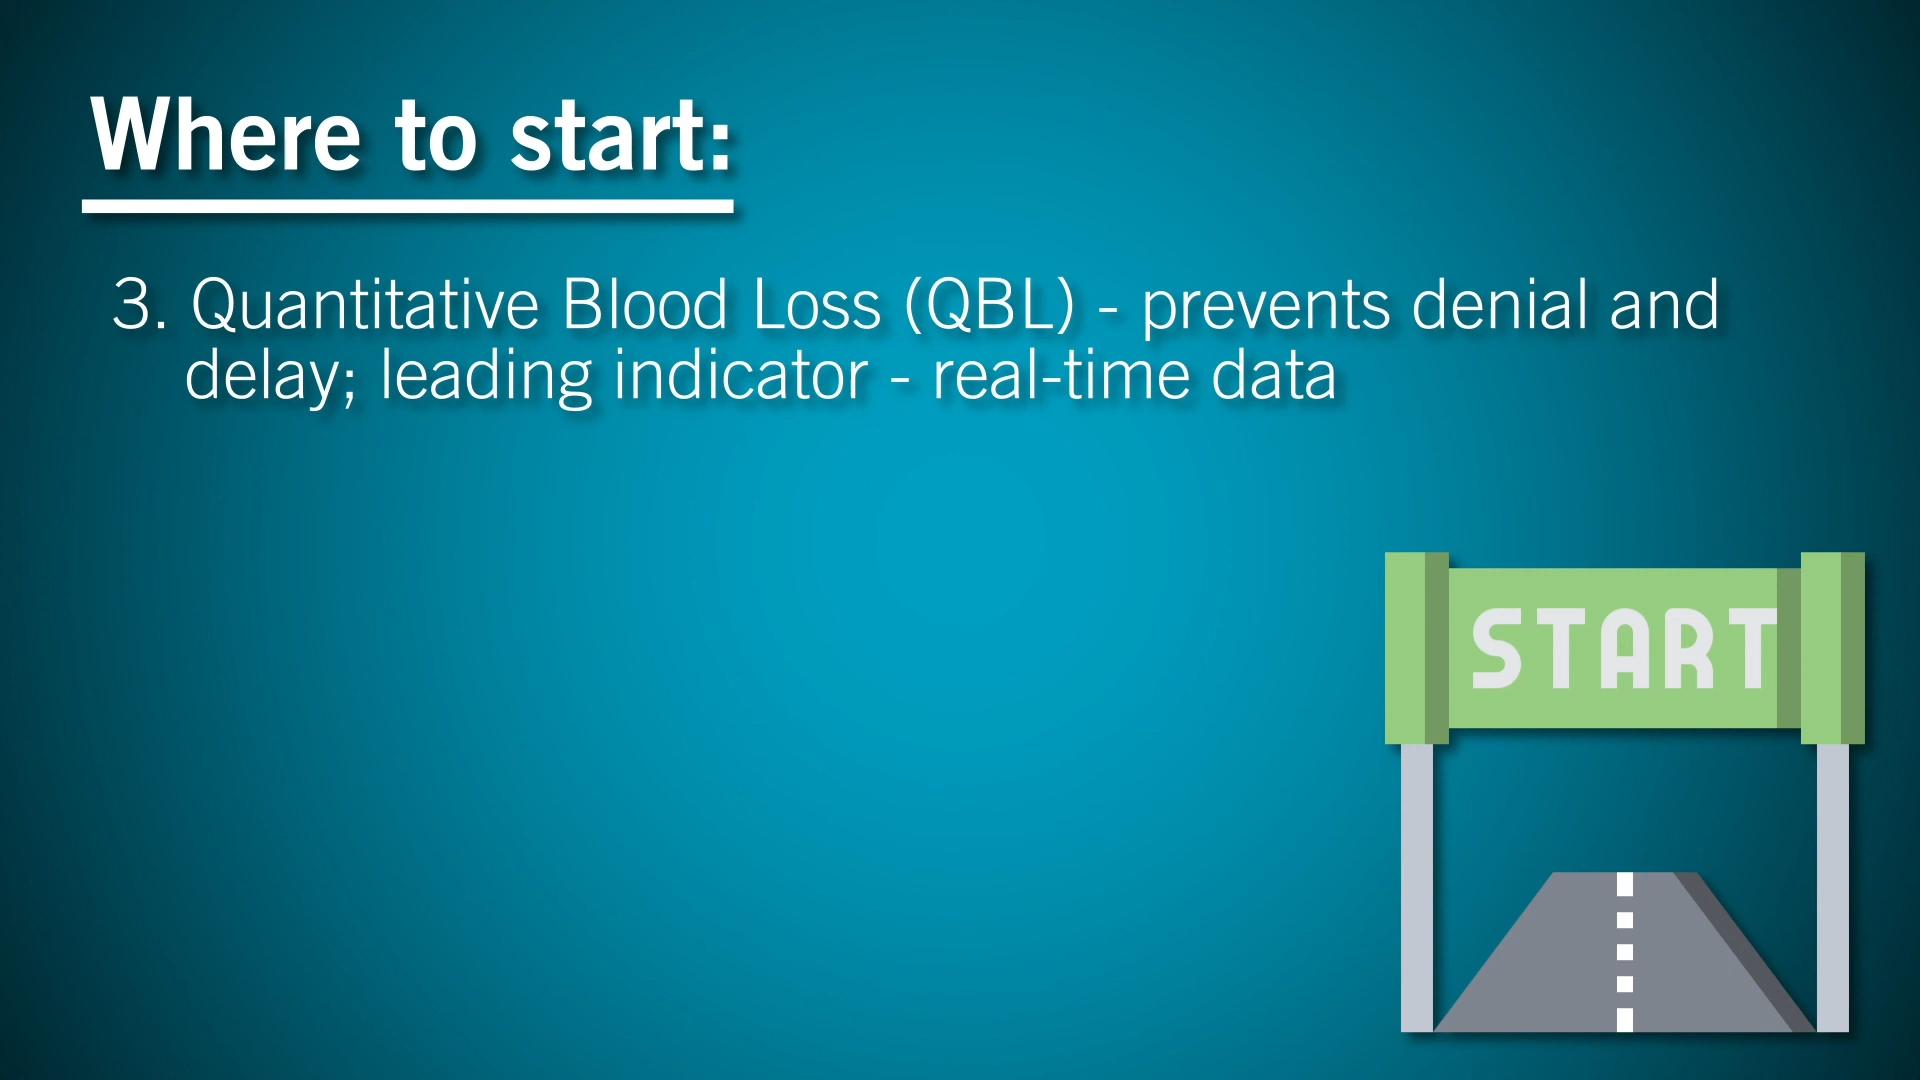 Where to start:
3. Quantitative Blood Loss (QBL) - prevents denial and
delay; leading indicator - real-time data
START